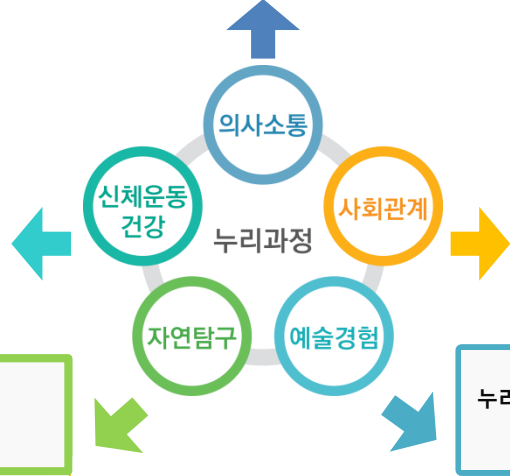 의사소통
신체운동
건강
사회관계
누리과정
자연탐구
예술경험
누리